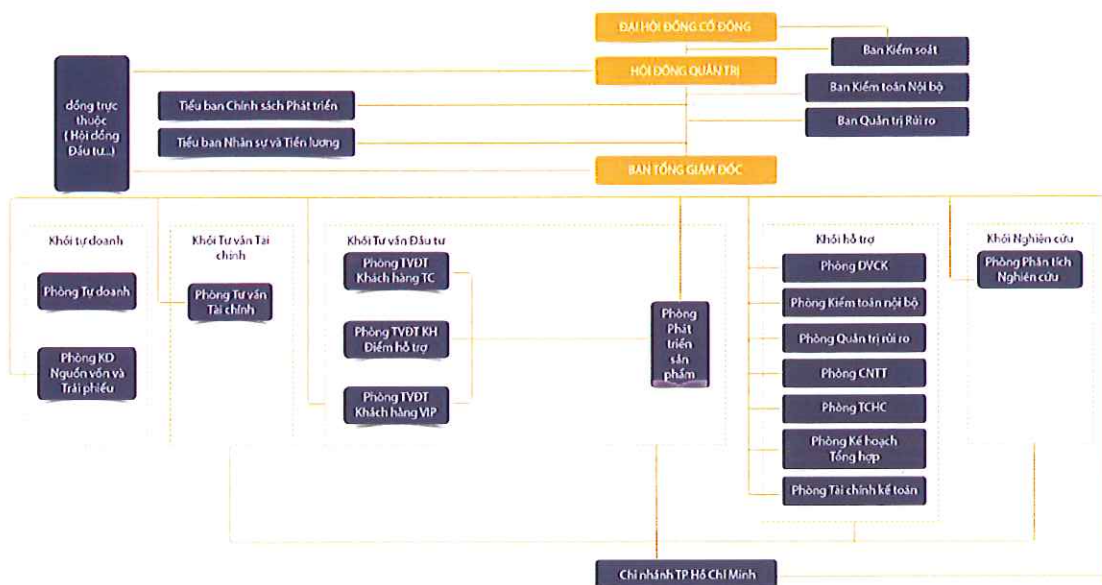 ĐẠI HỘI ĐỒNG CỔ ĐÔNG
Ban Kiểm soát
HỘI ĐỒNG QUẢN TRỊ
Ban Kiểm toán Nội bộ
Ban Quản trị Rủi ro
đồng trực
thuộc
( Hội đồng
Đầu tư...)
Tiểu ban Chính sách Phát triển
Tiểu ban Nhân sự và Tiền lương
BAN TỔNG GIÁM ĐỐC
Khối tự doanh
Phòng Tự doanh
Phòng KD
Nguồn vốn và
Trái phiếu
Khối Tư vấn Tài
chính
Phòng Tư vấn
Tài chính
Khối Tư vấn Đầu tư
Phòng TVĐT
Khách hàng TC
Phòng TVĐT KH
Điểm hỗ trợ
Phòng TVĐT
Khách hàng VIP
Phòng
Phát
triển
sản
phẩm
Khối hỗ trợ
Phòng DVCK
Phòng Kiểm toán nội bộ
Phòng Quản trị rủi ro
Phòng CNTT
Phòng TCHC
Phòng Kế hoạch
Tổng hợp
Phòng Tài chính kế toán
Khối Nghiên cứu
Phòng Phân tích
Nghiên cứu
Chi nhánh TP Hồ Chí Minh